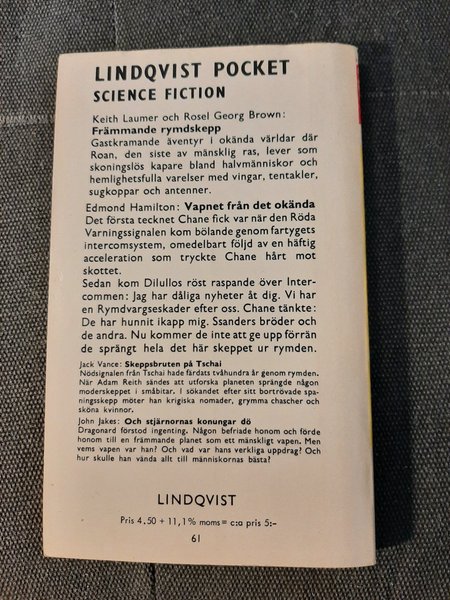 LINDQVIST POCKET
SCIENCE FICTION
Keith Laumer och Rosel Georg Brown:
Främmande rymdskepp
Gastkramande äventyr i okända världar där
Roan, den siste av mänsklig ras, lever som
skoningslös kapare bland halvmänniskor och
hemlighetsfulla varelser med vingar, tentakler,
sugkoppar och antenner.
Edmond Hamilton: Vapnet från det okända
Det första tecknet Chane fick var när den Röda
Varningssignalen kom bölande genom fartygets
intercomsystem, omedelbart följd av en häftig
acceleration som tryckte Chane hårt mot
skottet.
Sedan kom Dilullos röst raspande över Inter-
commen: Jag har dåliga nyheter åt dig. Vi har
en Rymdvargseskader efter oss. Chane tänkte:
De har hunnit ikapp mig. Ssanders bröder och
de andra. Nu kommer de inte att ge upp förrän
de sprängt hela det här skeppet ur rymden.
Jack Vance: Skeppsbruten på Tschai
Nödsignalen från Tschai hade färdats tvåhundra år genom rymden.
När Adam Reith sändes att utforska planeten sprängde någon
moderskeppet i småbitar. I sökandet efter sitt bortrövade spa-
ningsskepp möter han krigiska nomader, grymma chascher och
sköna kvinnor.
John Jakes: Och stjärnornas konungar dö
Dragonard förstod ingenting. Någon befriade honom och förde
honom till en främmande planet som ett mänskligt vapen. Men
vems vapen var han? Och vad var hans verkliga uppdrag? Och
hur skulle han vända allt till människornas bästa?
LINDQVIST
Pris 4.50 + 11,1% moms = c:a pris 5:-
61